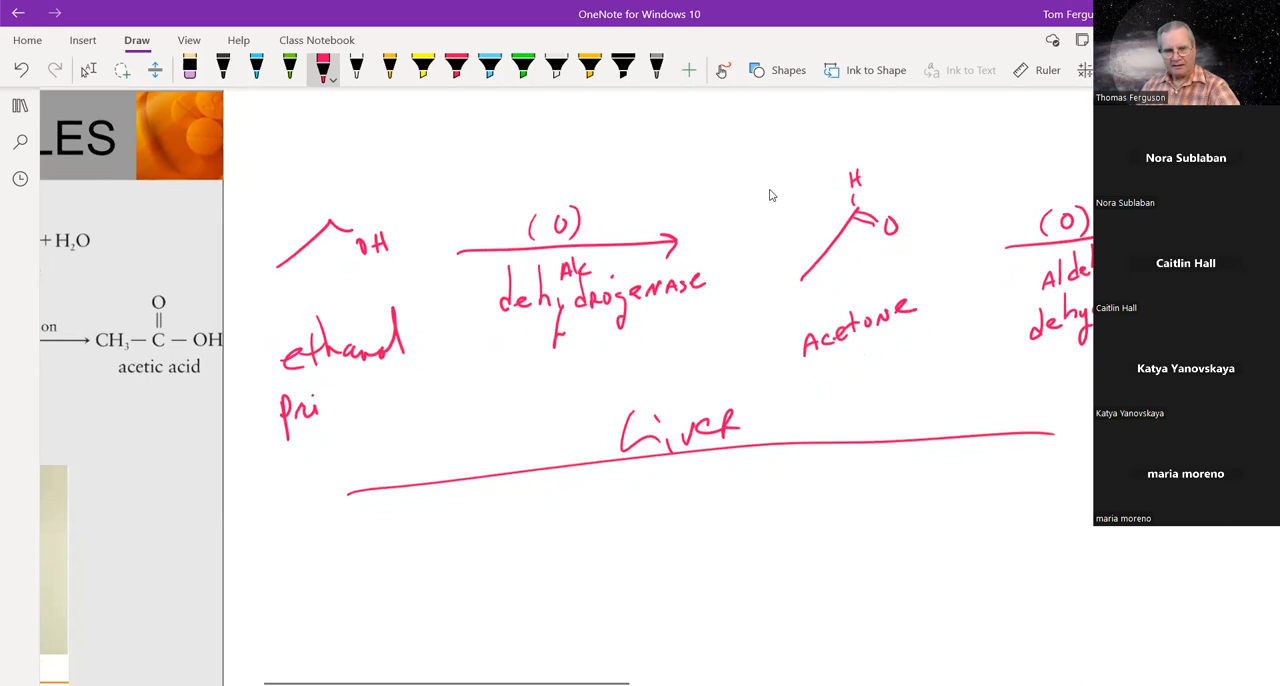 OneNote for Windows 10
Tom Fergu
Home
Insert
Draw
View
Help
Class Notebook
Shapes
Ink to Shape
Ink to Text
Ruler
Thomas Ferguson
Nora Sublaban
Nora Sublaban
Caitlin Hall
Caitlin Hall
Katya Yanovskaya
Katya Yanovskaya
maria moreno
maria moreno
LES
+ H₂O
on
O
CH₃— C — OH
acetic acid
OH
(O)
Alc
dehydrogenase
H
O
(O)
Alde
dehy
ethanol
Acetone
pri
Liver